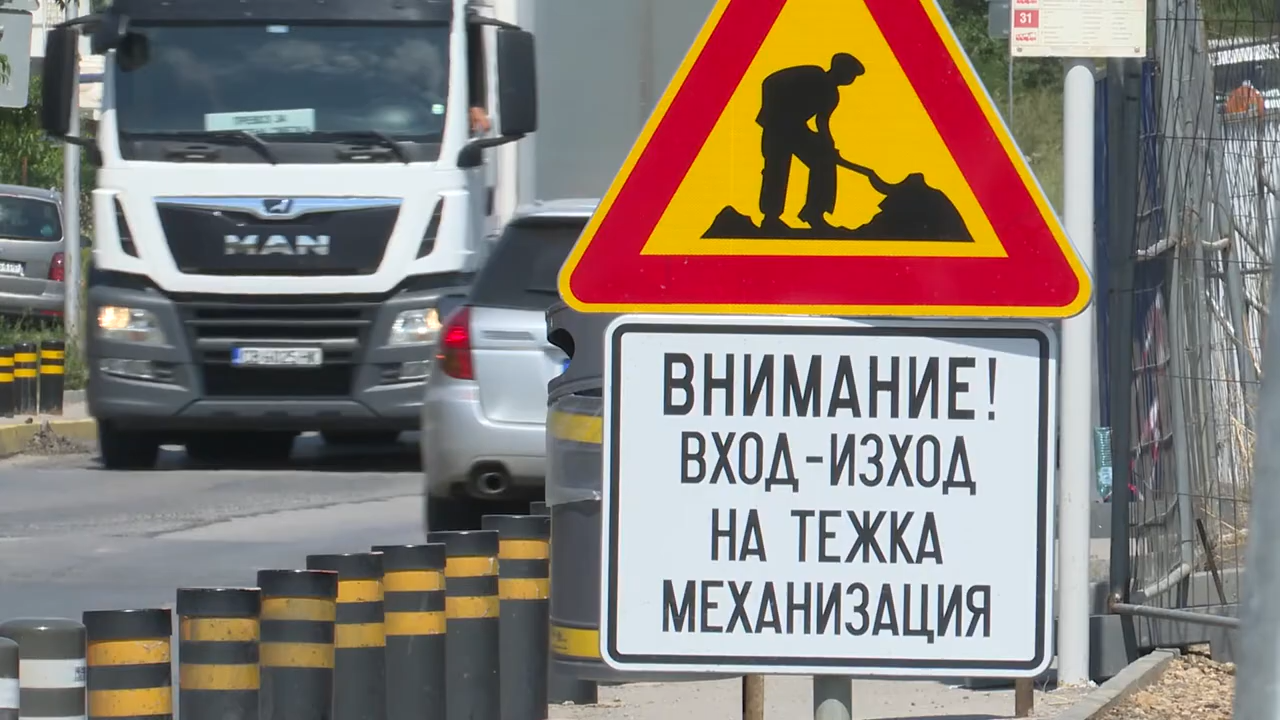 31
MAN
ВНИМАНИЕ!
ВХОД-ИЗХОД
НА ТЕЖКА
МЕХАНИЗАЦИЯ